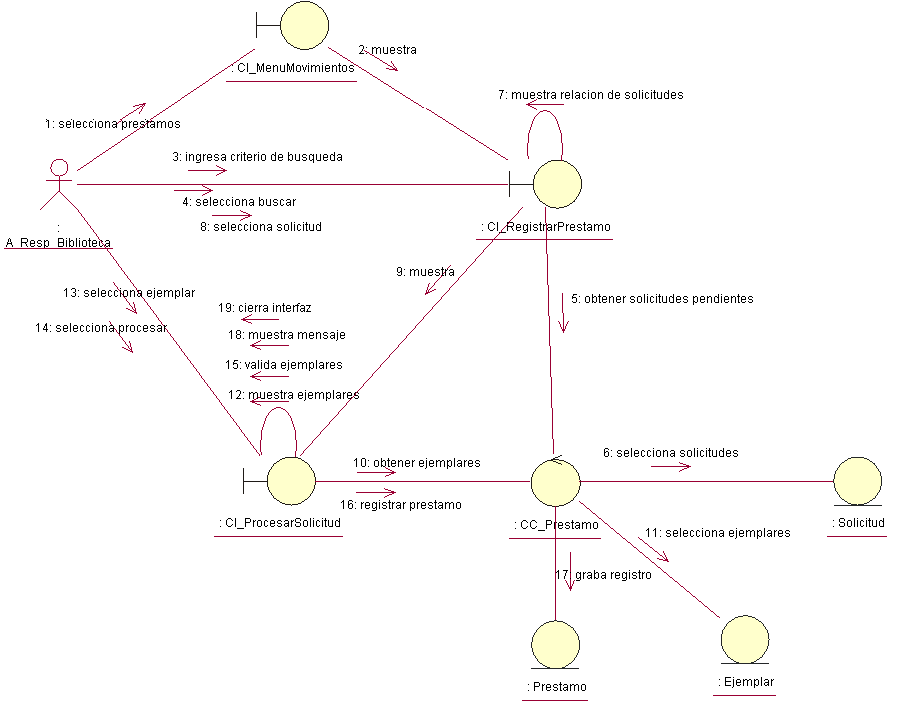 : CI_MenuMovimientos
2: muestra
7: muestra relacion de solicitudes
1: selecciona prestamos
3: ingresa criterio de busqueda
4: selecciona buscar
8: selecciona solicitud
: CI_RegistrarPrestamo
:
A_Resp_Biblioteca
9: muestra
13: selecciona ejemplar
5: obtener solicitudes pendientes
19: cierra interfaz
14: selecciona procesar
18: muestra mensaje
15: valida ejemplares
12: muestra ejemplares
6: selecciona solicitudes
10: obtener ejemplares
16: registrar prestamo
: CI_ProcesarSolicitud
: CC_Prestamo
: Solicitud
11: selecciona ejemplares
17: graba registro
: Prestamo
: Ejemplar